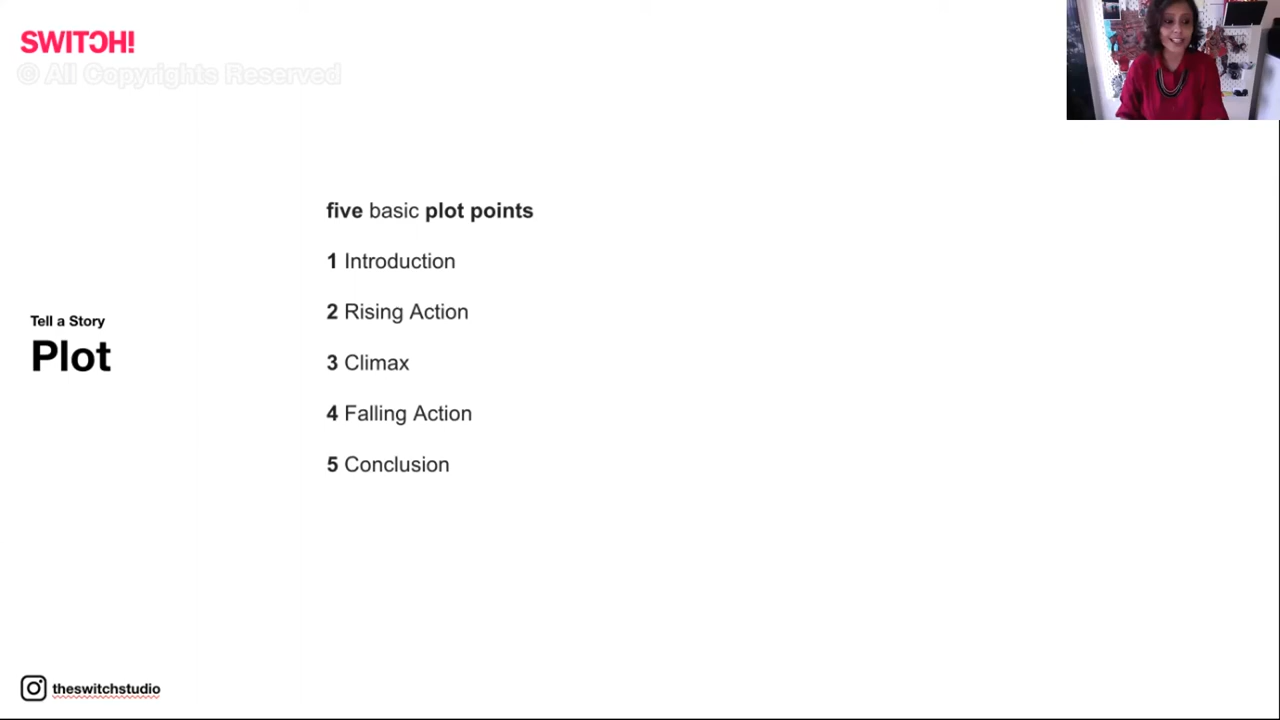 SWITCH!
© All Copyrights Reserved
five basic plot points
1 Introduction
2 Rising Action
Tell a Story
Plot
3 Climax
4 Falling Action
5 Conclusion
theswitchstudio